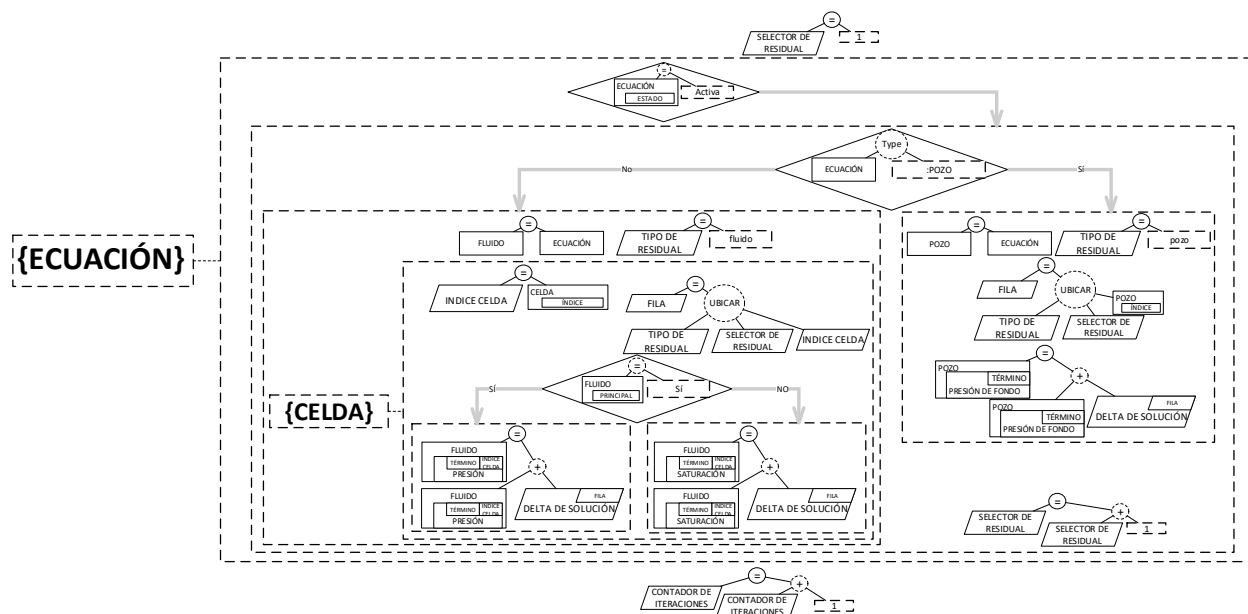 =
SELECTOR DE
RESIDUAL
1
=
ECUACIÓN
ESTADO
Activa
Type
ECUACIÓN
:POZO
No
Sí
{ECUACIÓN}
=
FLUIDO
ECUACIÓN
=
TIPO DE
RESIDUAL
fluido
=
POZO
ECUACIÓN
=
TIPO DE
RESIDUAL
pozo
=
INDICE CELDA
CELDA
ÍNDICE
=
FILA
UBICAR
TIPO DE
RESIDUAL
SELECTOR DE
RESIDUAL
INDICE CELDA
=
FILA
UBICAR
POZO
ÍNDICE
TIPO DE
RESIDUAL
SELECTOR DE
RESIDUAL
{CELDA}
=
FLUIDO
PRINCIPAL
Sí
SÍ
NO
=
FLUIDO
TÉRMINO
ÍNDICE
CELDA
PRESIÓN
+
FLUIDO
TÉRMINO
ÍNDICE
CELDA
PRESIÓN
FILA
DELTA DE SOLUCIÓN
=
FLUIDO
TÉRMINO
ÍNDICE
CELDA
SATURACIÓN
+
FLUIDO
TÉRMINO
ÍNDICE
CELDA
SATURACIÓN
FILA
DELTA DE SOLUCIÓN
=
POZO
TÉRMINO
PRESIÓN DE FONDO
+
POZO
TÉRMINO
PRESIÓN DE FONDO
FILA
DELTA DE SOLUCIÓN
=
SELECTOR DE
RESIDUAL
+
SELECTOR DE
RESIDUAL
1
=
CONTADOR DE
ITERACIONES
+
CONTADOR DE
ITERACIONES
1